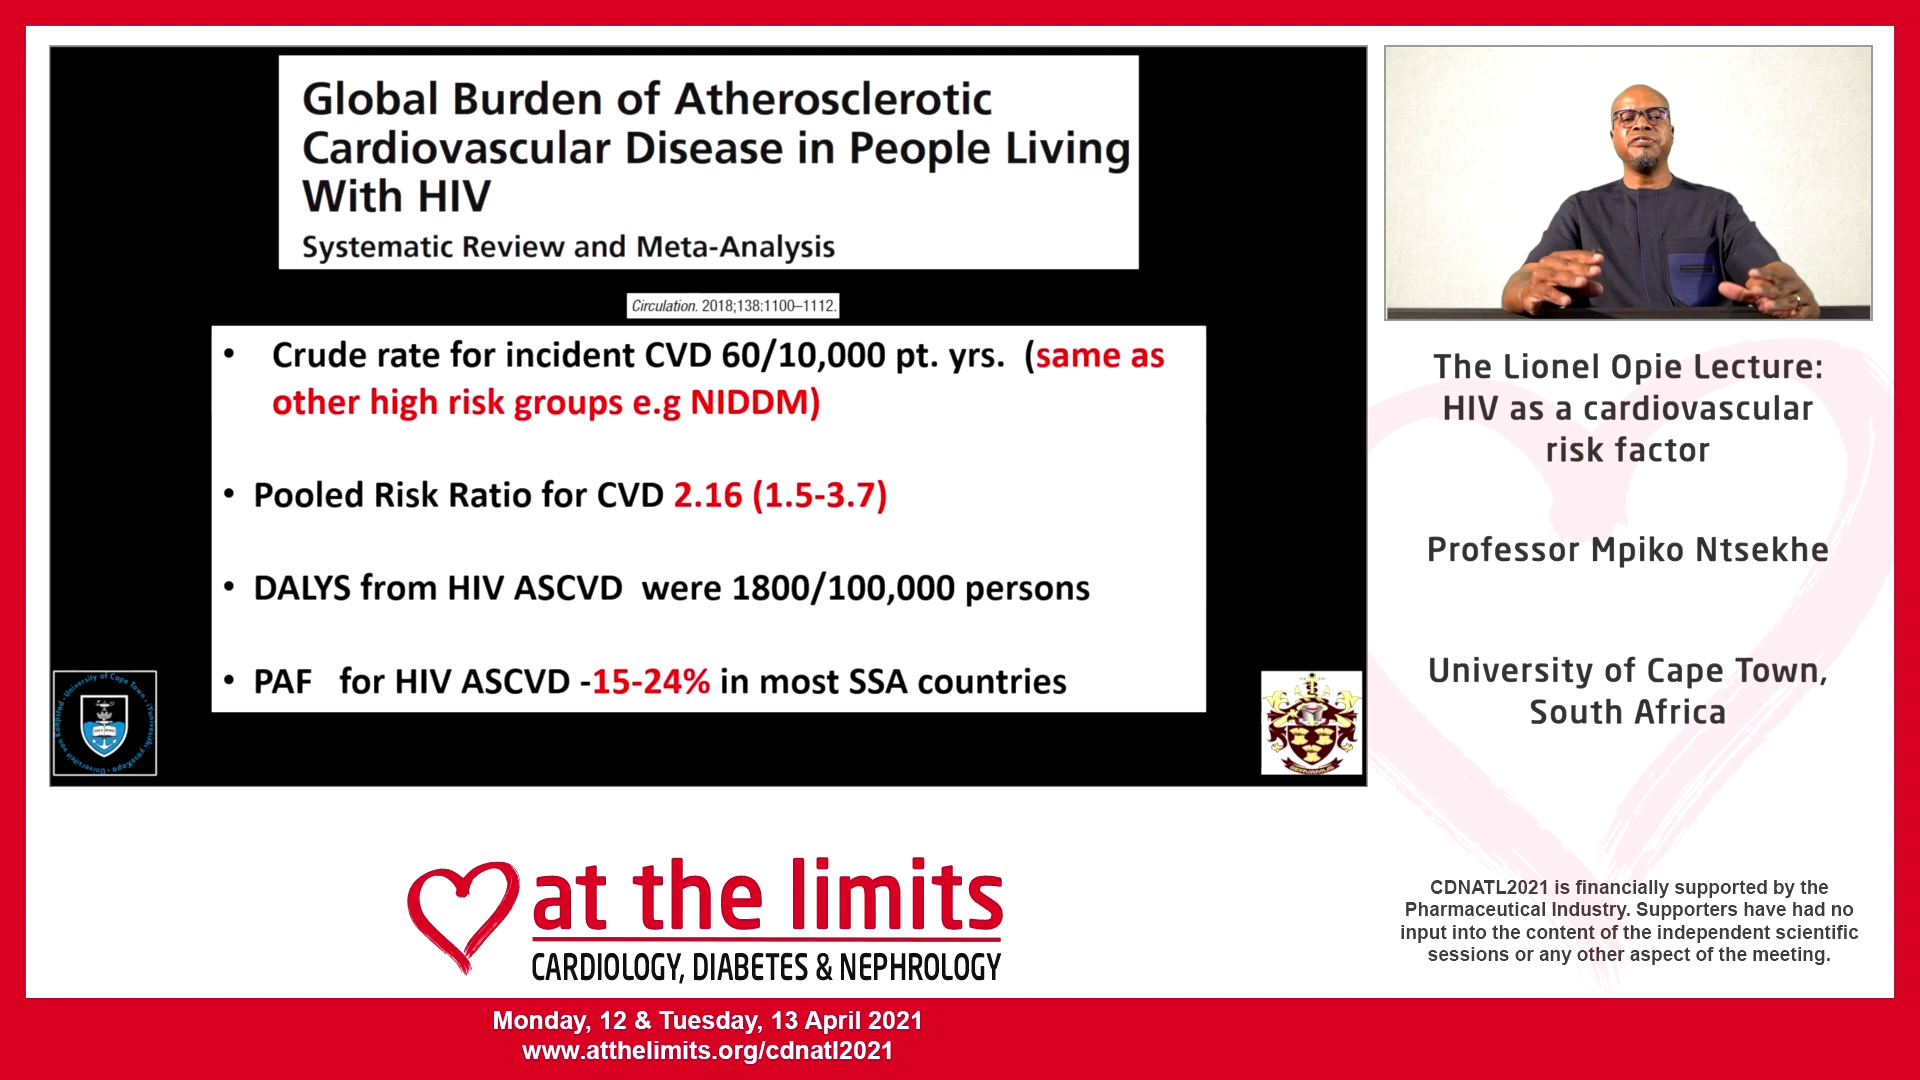 Global Burden of Atherosclerotic
Cardiovascular Disease in People Living
With HIV
Systematic Review and Meta-Analysis
Circulation. 2018;138:1100–1112.
• Crude rate for incident CVD 60/10,000 pt. yrs. (same as
other high risk groups e.g NIDDM)
• Pooled Risk Ratio for CVD 2.16 (1.5-3.7)
• DALYS from HIV ASCVD were 1800/100,000 persons
• PAF for HIV ASCVD -15-24% in most SSA countries
University of Cape Town
The Lionel Opie Lecture:
HIV as a cardiovascular
risk factor
Professor Mpiko Ntsekhe
University of Cape Town,
South Africa
at the limits
CARDIOLOGY, DIABETES & NEPHROLOGY
CDNATL2021 is financially supported by the
Pharmaceutical Industry. Supporters have had no
input into the content of the independent scientific
sessions or any other aspect of the meeting.
Monday, 12 & Tuesday, 13 April 2021
www.atthelimits.org/cdnatl2021